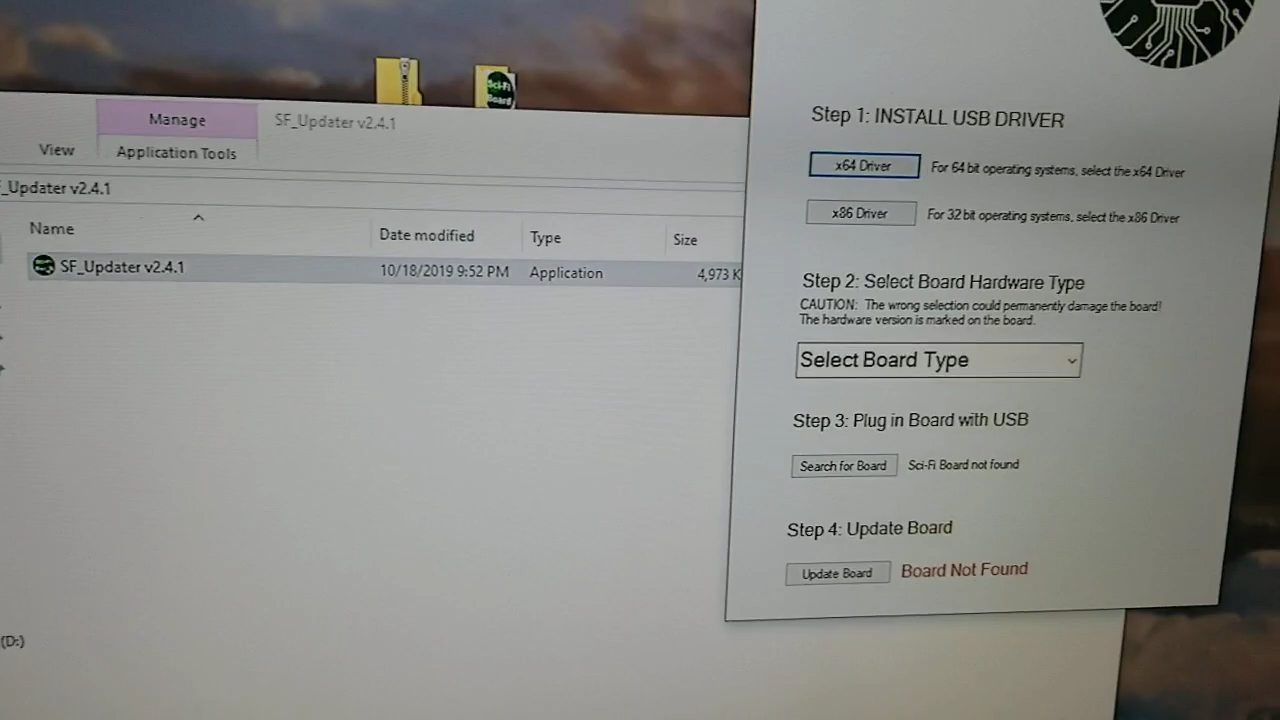 Sci-Fi
Board
Manage
SF_Updater v2.4.1
View
Application Tools
_Updater v2.4.1
Name
Date modified
Type
Size
SF_Updater v2.4.1
10/18/2019 9:52 PM
Application
4,973 K
(D:)
Step 1: INSTALL USB DRIVER
x64 Driver
For 64 bit operating systems, select the x64 Driver
x86 Driver
For 32 bit operating systems, select the x86 Driver
Step 2: Select Board Hardware Type
CAUTION: The wrong selection could permanently damage the board!
The hardware version is marked on the board.
Select Board Type
Step 3: Plug in Board with USB
Search for Board
Sci-Fi Board not found
Step 4: Update Board
Update Board
Board Not Found